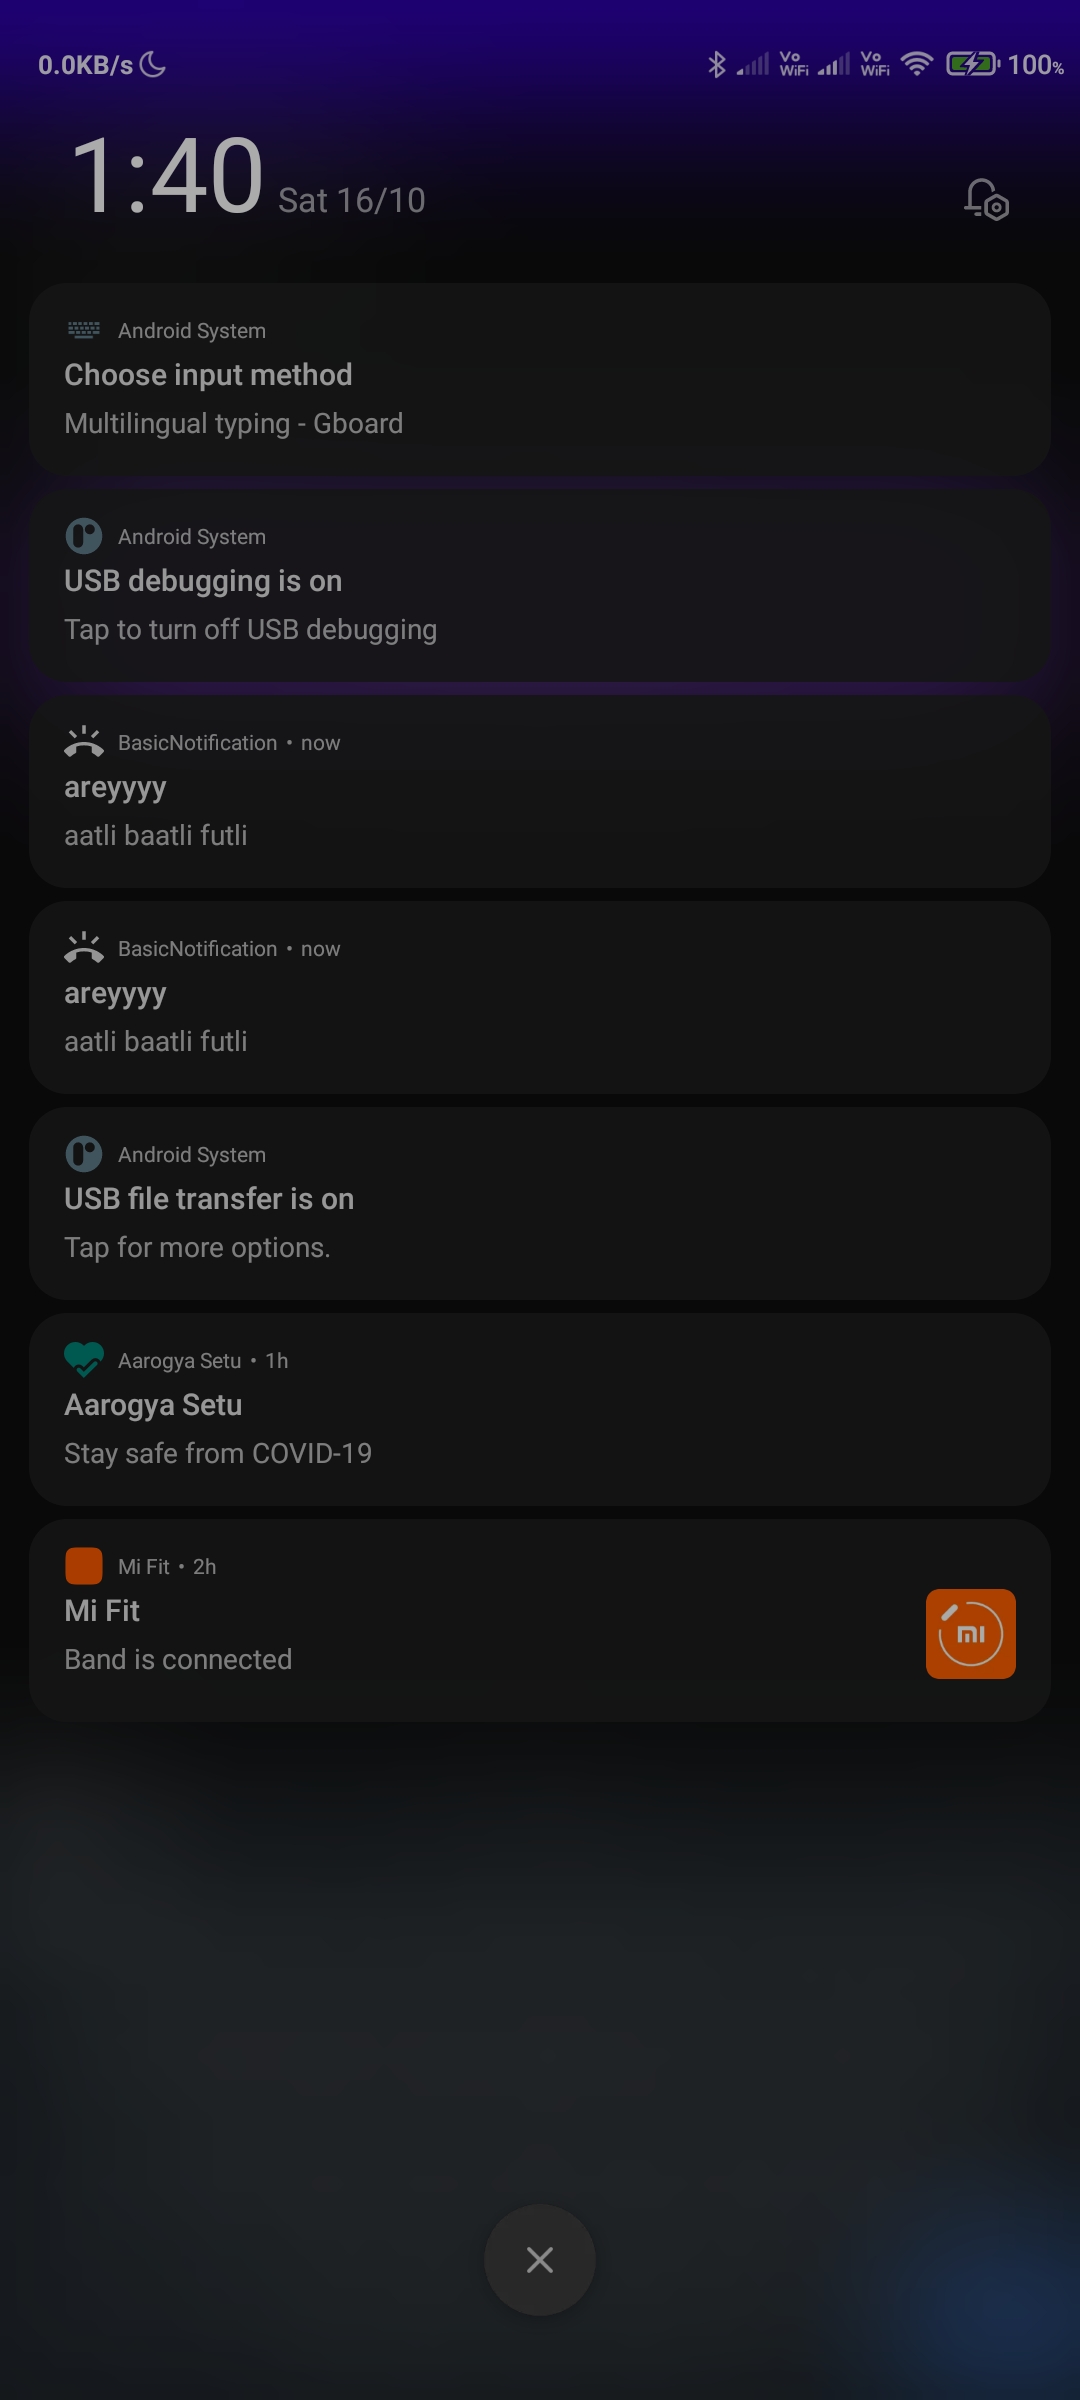 0.0KB/s
Vo WiFi Vo WiFi 100%
1:40 Sat 16/10
Android System
Choose input method
Multilingual typing - Gboard
Android System
USB debugging is on
Tap to turn off USB debugging
BasicNotification • now
areyyyy
aatli baatli futli
BasicNotification • now
areyyyy
aatli baatli futli
Android System
USB file transfer is on
Tap for more options.
Aarogya Setu • 1h
Aarogya Setu
Stay safe from COVID-19
Mi Fit • 2h
Mi Fit
Band is connected
mi